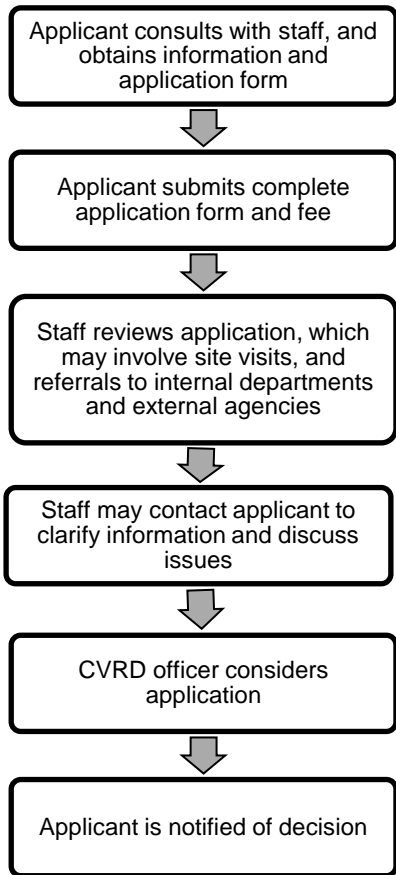 Applicant consults with staff, and
obtains information and
application form
Applicant submits complete
application form and fee
Staff reviews application, which
may involve site visits, and
referrals to internal departments
and external agencies
Staff may contact applicant to
clarify information and discuss
issues
CVRD officer considers
application
Applicant is notified of decision